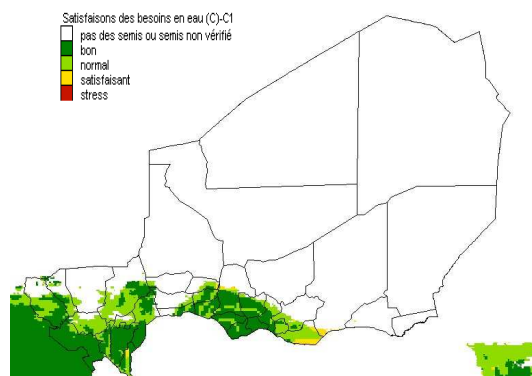 Satisfaisons des besoins en eau (C)-C1
pas des semis ou semis non vérifié
bon
normal
satisfaisant
stress